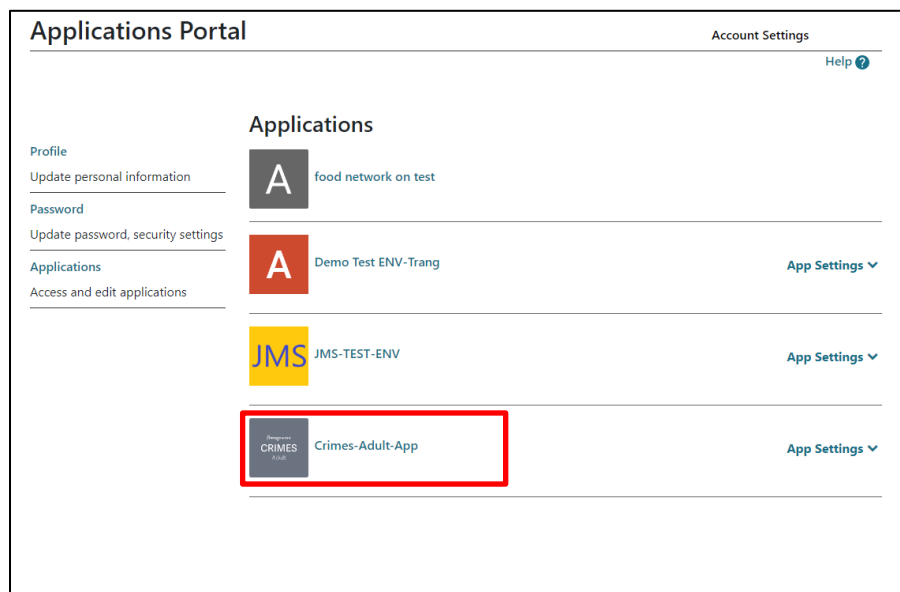 Applications Portal
Account Settings
Help ?
Applications
Profile
Update personal information
Password
Update password, security settings
Applications
Access and edit applications
A
food network on test
A
Demo Test ENV-Trang
App Settings
JMS
JMS-TEST-ENV
App Settings
CRIMES
Adult
Crimes-Adult-App
App Settings